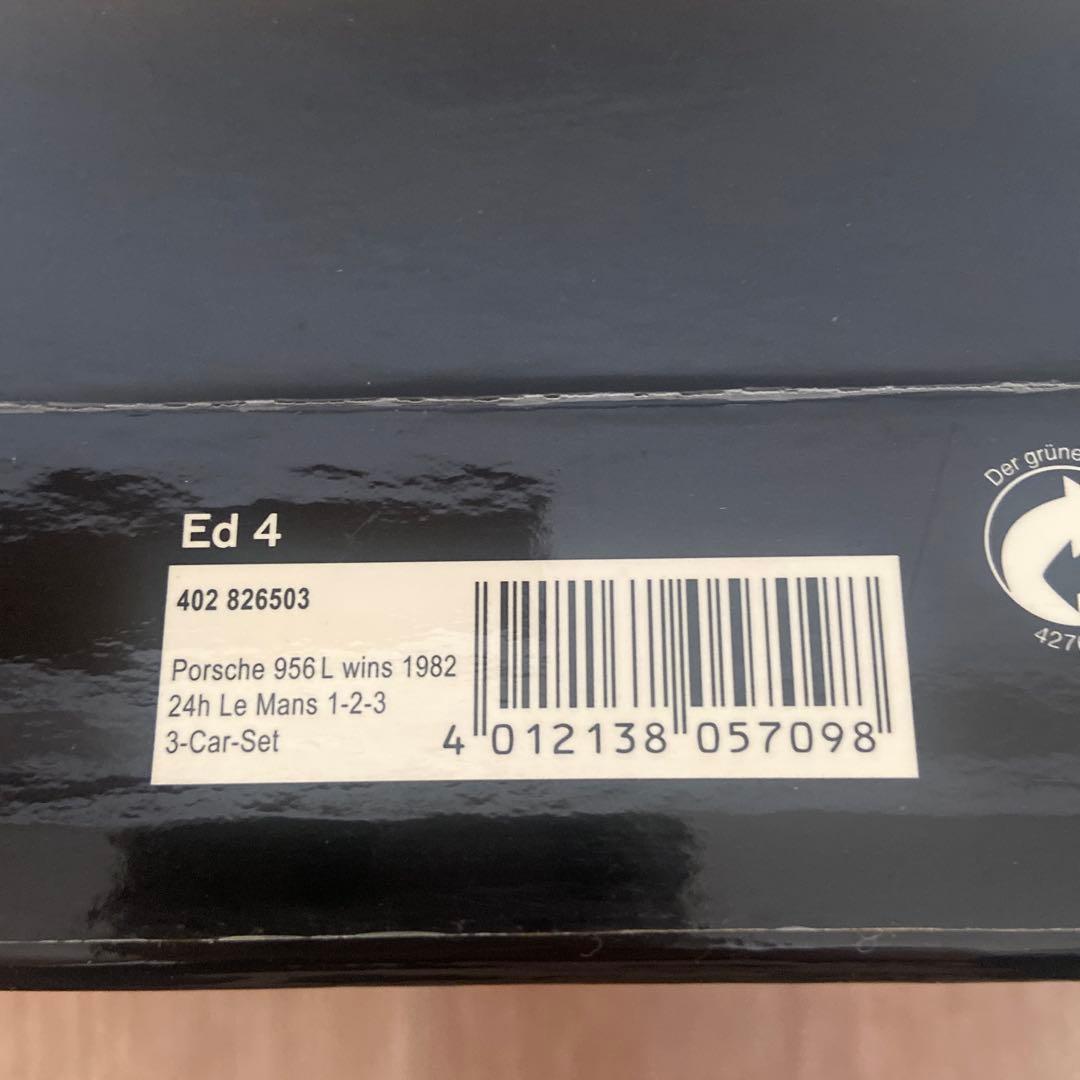 Der grüne
Ed 4
402 826503
Porsche 956 L wins 1982
24h Le Mans 1-2-3
3-Car-Set
4 012138 057098